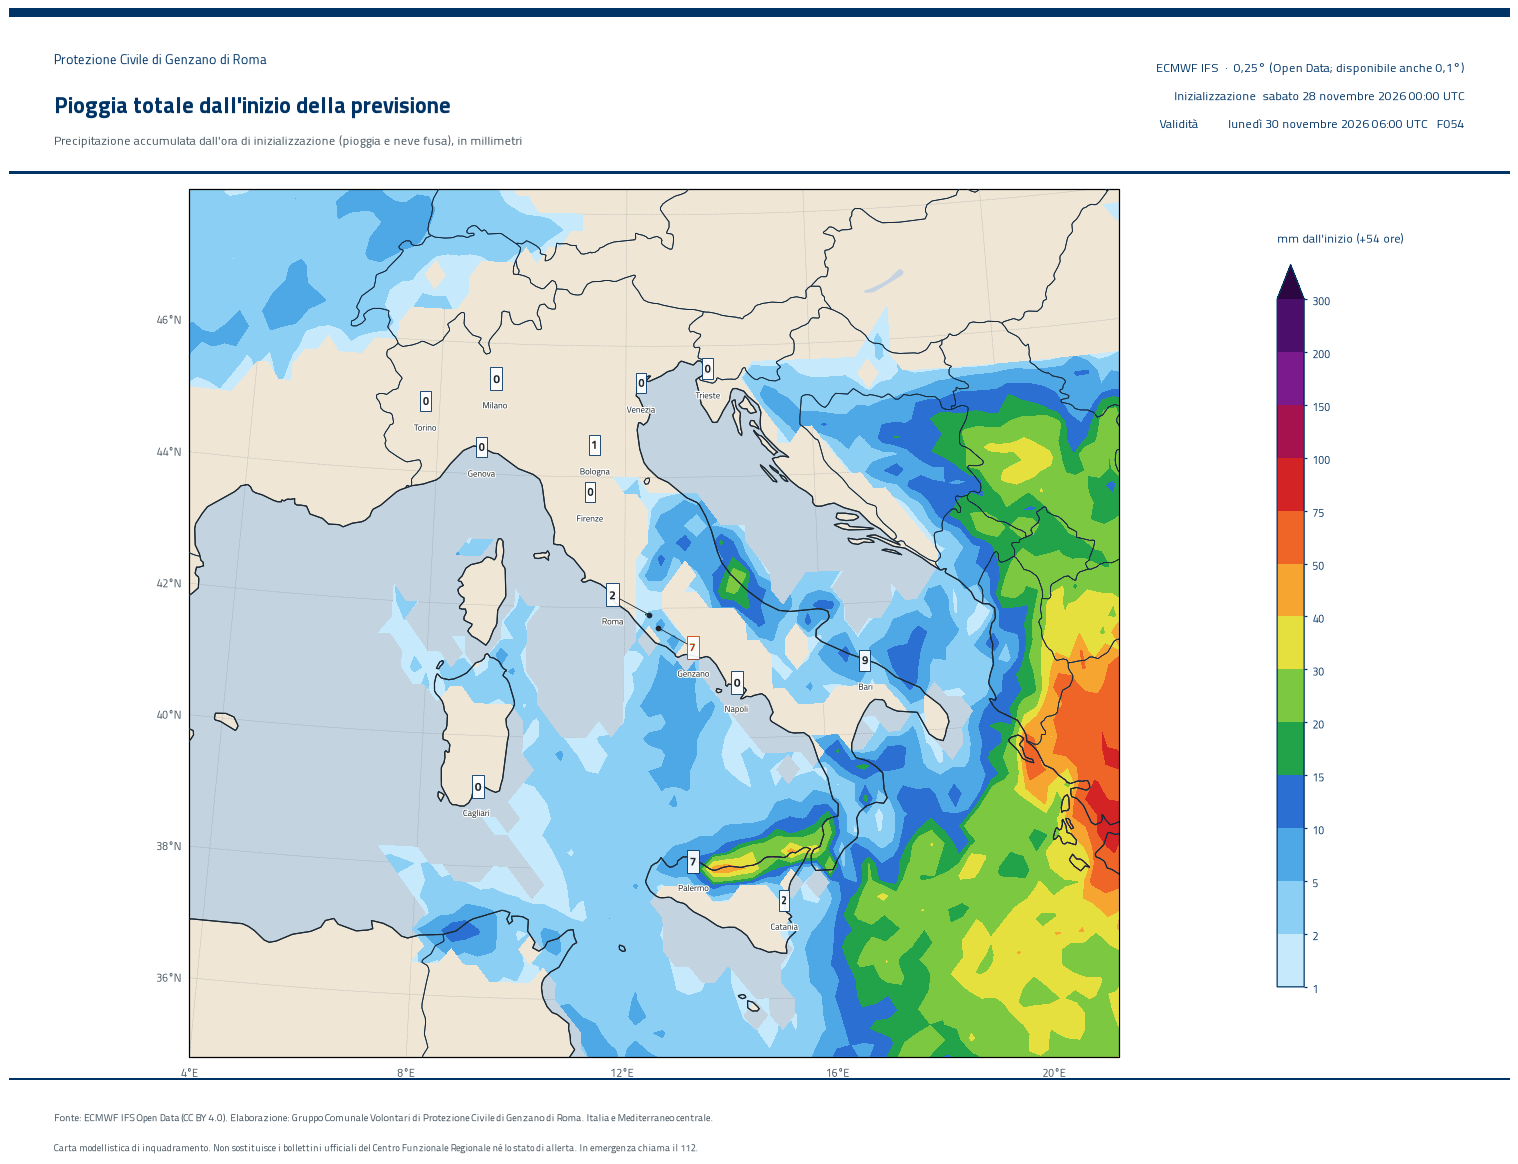 Protezione Civile di Genzano di Roma
Pioggia totale dall'inizio della previsione
Precipitazione accumulata dall'ora di inizializzazione (pioggia e neve fusa), in millimetri
ECMWF IFS · 0,25° (Open Data; disponibile anche 0,1°)
Inizializzazione sabato 28 novembre 2026 00:00 UTC
Validità lunedì 30 novembre 2026 06:00 UTC F054
mm dall'inizio (+54 ore)
300
200
150
100
75
50
40
30
20
15
10
5
2
1
46°N
44°N
42°N
40°N
38°N
36°N
4°E
8°E
12°E
16°E
20°E
0
Trieste
0
Milano
0
Venezia
0
Torino
0
Genova
1
Bologna
0
Firenze
2
Roma
7
Genzano
9
Bari
0
Napoli
0
Cagliari
7
Palermo
2
Catania
Fonte: ECMWF IFS Open Data (CC BY 4.0). Elaborazione: Gruppo Comunale Volontari di Protezione Civile di Genzano di Roma. Italia e Mediterraneo centrale.
Carta modellistica di inquadramento. Non sostituisce i bollettini ufficiali del Centro Funzionale Regionale né lo stato di allerta. In emergenza chiama il 112.